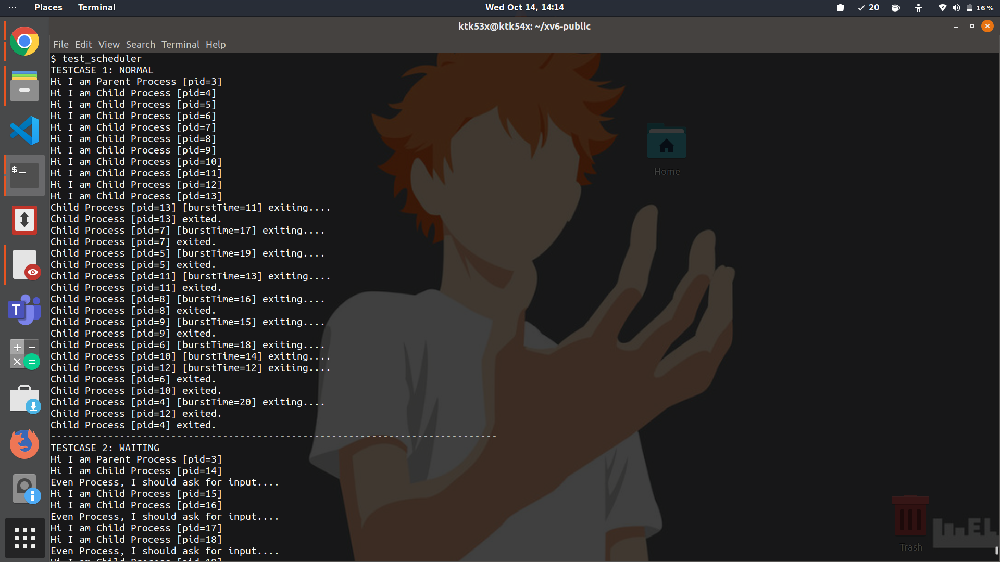 Places
Terminal
Wed Oct 14, 14:14
20
16 %
ktk53x@ktk54x: ~/xv6-public
File Edit View Search Terminal Help
$ test_scheduler
TESTCASE 1: NORMAL
Hi I am Parent Process [pid=3]
Hi I am Child Process [pid=4]
Hi I am Child Process [pid=5]
Hi I am Child Process [pid=6]
Hi I am Child Process [pid=7]
Hi I am Child Process [pid=8]
Hi I am Child Process [pid=9]
Hi I am Child Process [pid=10]
Hi I am Child Process [pid=11]
Hi I am Child Process [pid=12]
Hi I am Child Process [pid=13]
Child Process [pid=13] [burstTime=11] exiting....
Child Process [pid=13] exited.
Child Process [pid=7] [burstTime=17] exiting....
Child Process [pid=7] exited.
Child Process [pid=5] [burstTime=19] exiting....
Child Process [pid=5] exited.
Child Process [pid=11] [burstTime=13] exiting....
Child Process [pid=11] exited.
Child Process [pid=8] [burstTime=16] exiting....
Child Process [pid=8] exited.
Child Process [pid=9] [burstTime=15] exiting....
Child Process [pid=9] exited.
Child Process [pid=6] [burstTime=18] exiting....
Child Process [pid=10] [burstTime=14] exiting....
Child Process [pid=12] [burstTime=12] exiting....
Child Process [pid=6] exited.
Child Process [pid=10] exited.
Child Process [pid=4] [burstTime=20] exiting....
Child Process [pid=12] exited.
Child Process [pid=4] exited.
------------------------------------------------------------------------------
TESTCASE 2: WAITING
Hi I am Parent Process [pid=3]
Hi I am Child Process [pid=14]
Even Process, I should ask for input....
Hi I am Child Process [pid=15]
Hi I am Child Process [pid=16]
Even Process, I should ask for input....
Hi I am Child Process [pid=17]
Hi I am Child Process [pid=18]
Even Process, I should ask for input....
Home
Trash